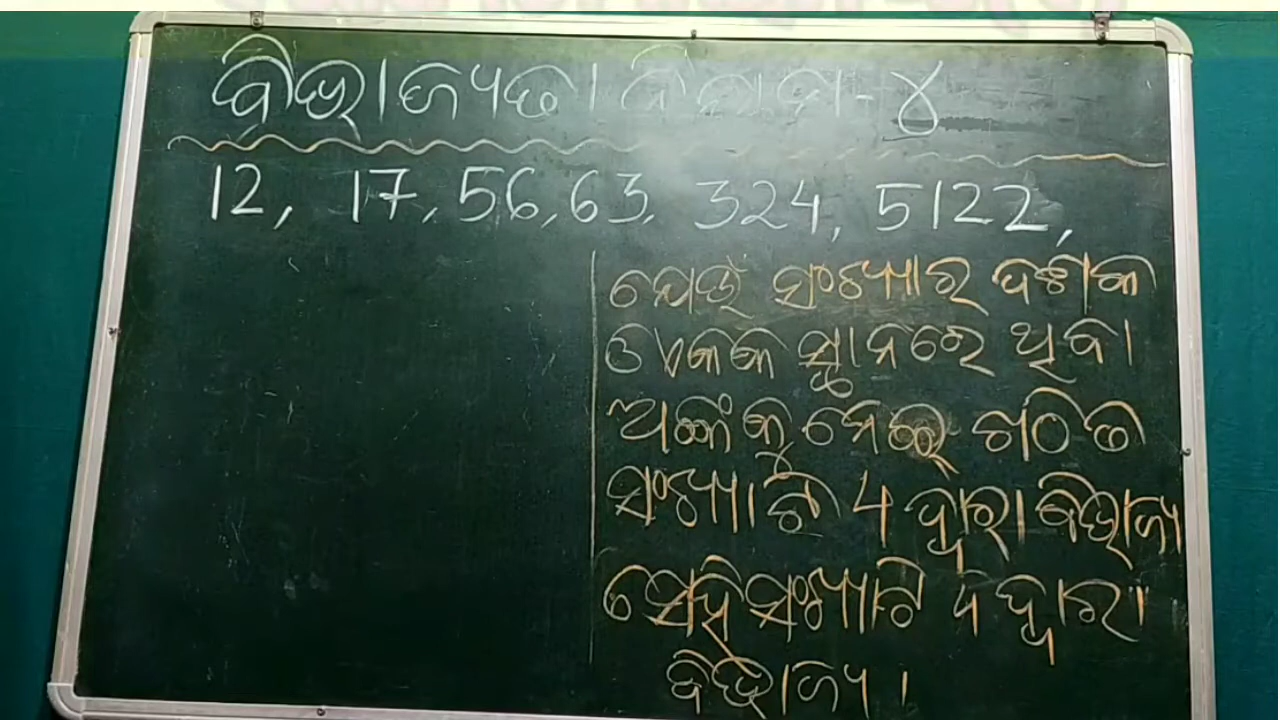 ବିଭାଜ୍ୟତା ନିୟମ - ୪
12, 17, 56, 63, 324, 5122,
ଯେଉଁ ସଂଖ୍ୟାର ଦଶକ
ଓ ଏକକ ସ୍ଥାନରେ ଥିବା
ଅଙ୍କକୁ ନେଇ ଗଠିତ
ସଂଖ୍ୟାଟି 4 ଦ୍ୱାରା ବିଭାଜ୍ୟ
ସେହି ସଂଖ୍ୟାଟି 4 ଦ୍ୱାରା
ବିଭାଜ୍ୟ ।